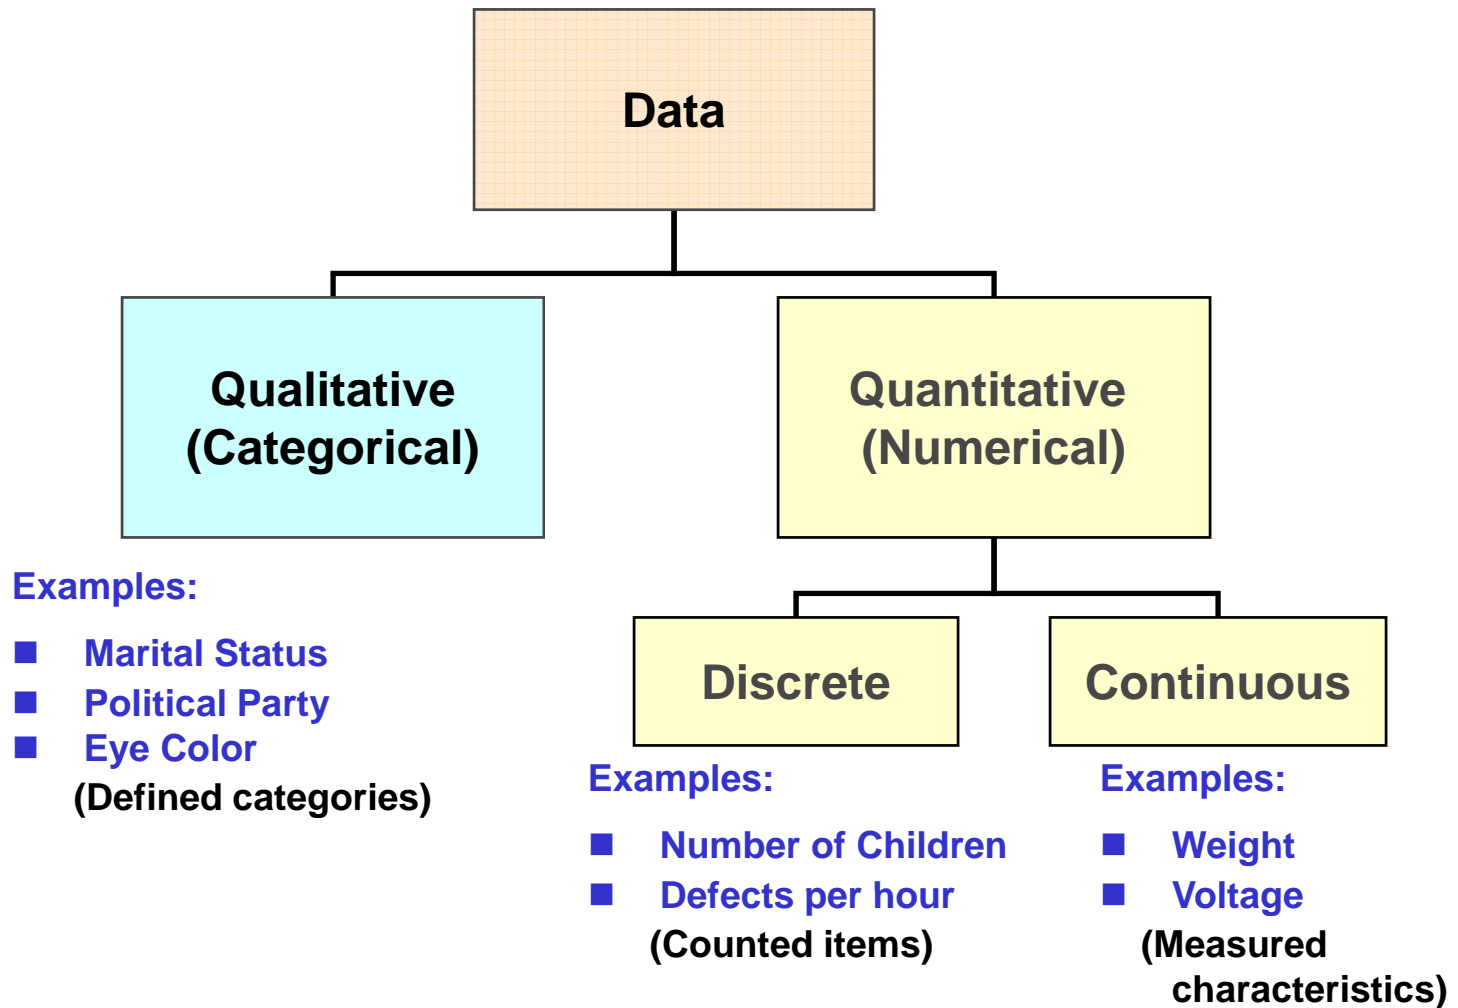 Data
Qualitative
(Categorical)
Quantitative
(Numerical)
Examples:
Marital Status
Political Party
Eye Color
(Defined categories)
Discrete
Continuous
Examples:
Number of Children
Defects per hour
(Counted items)
Examples:
Weight
Voltage
(Measured
characteristics)